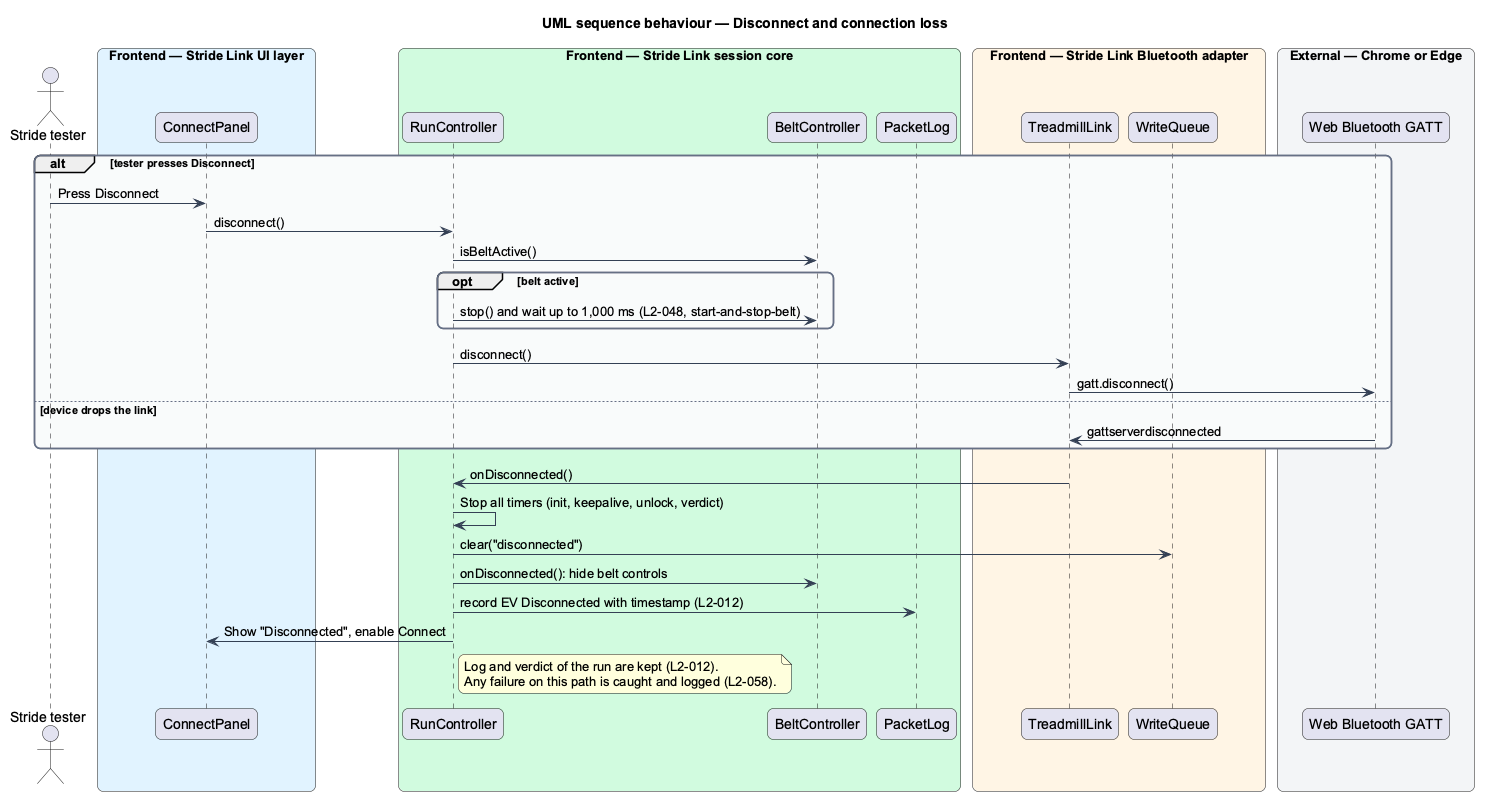 UML sequence behaviour — Disconnect and connection loss
Frontend — Stride Link UI layer
Frontend — Stride Link session core
Frontend — Stride Link Bluetooth adapter
External — Chrome or Edge
Stride tester
ConnectPanel
RunController
BeltController
PacketLog
TreadmillLink
WriteQueue
Web Bluetooth GATT
alt
[tester presses Disconnect]
Press Disconnect
disconnect()
isBeltActive()
opt
[belt active]
stop() and wait up to 1,000 ms (L2-048, start-and-stop-belt)
disconnect()
gatt.disconnect()
[device drops the link]
gattserverdisconnected
onDisconnected()
Stop all timers (init, keepalive, unlock, verdict)
clear("disconnected")
onDisconnected(): hide belt controls
record EV Disconnected with timestamp (L2-012)
Show "Disconnected", enable Connect
Log and verdict of the run are kept (L2-012).
Any failure on this path is caught and logged (L2-058).
Stride tester
ConnectPanel
RunController
BeltController
PacketLog
TreadmillLink
WriteQueue
Web Bluetooth GATT